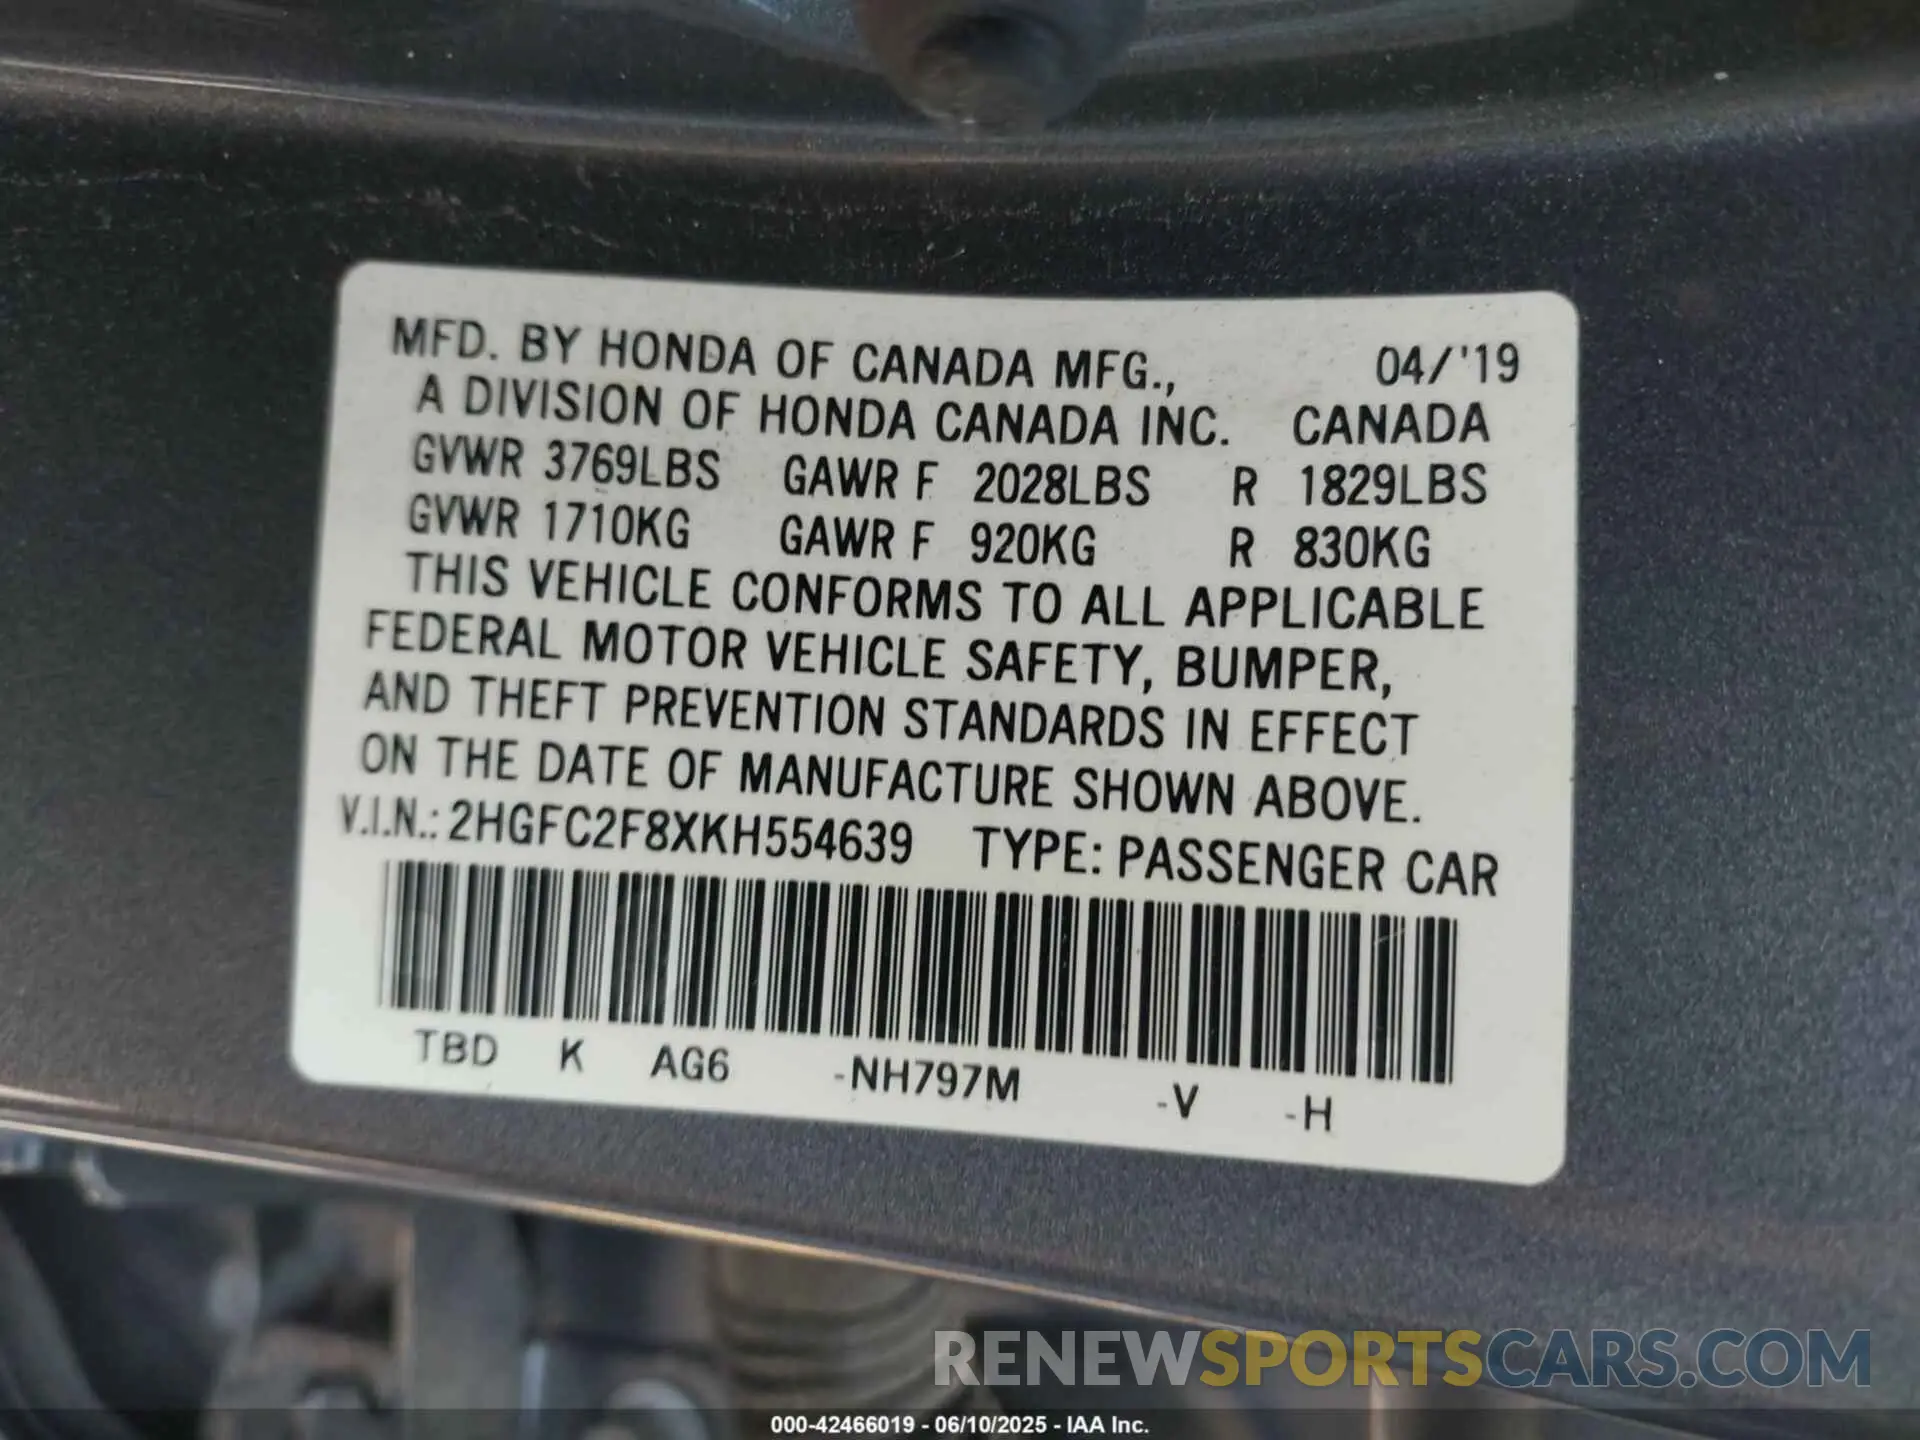 MFD. BY HONDA OF CANADA MFG., 04/'19
A DIVISION OF HONDA CANADA INC. CANADA
GVWR 3769LBS GAWR F 2028LBS R 1829LBS
GVWR 1710KG GAWR F 920KG R 830KG
THIS VEHICLE CONFORMS TO ALL APPLICABLE
FEDERAL MOTOR VEHICLE SAFETY, BUMPER,
AND THEFT PREVENTION STANDARDS IN EFFECT
ON THE DATE OF MANUFACTURE SHOWN ABOVE.
V.I.N.: 2HGFC2F8XKH554639 TYPE: PASSENGER CAR
TBD K AG6 -NH797M -V -H
RENEWSPORTSCARS.COM
000-42466019 - 06/10/2025 - IAA Inc.